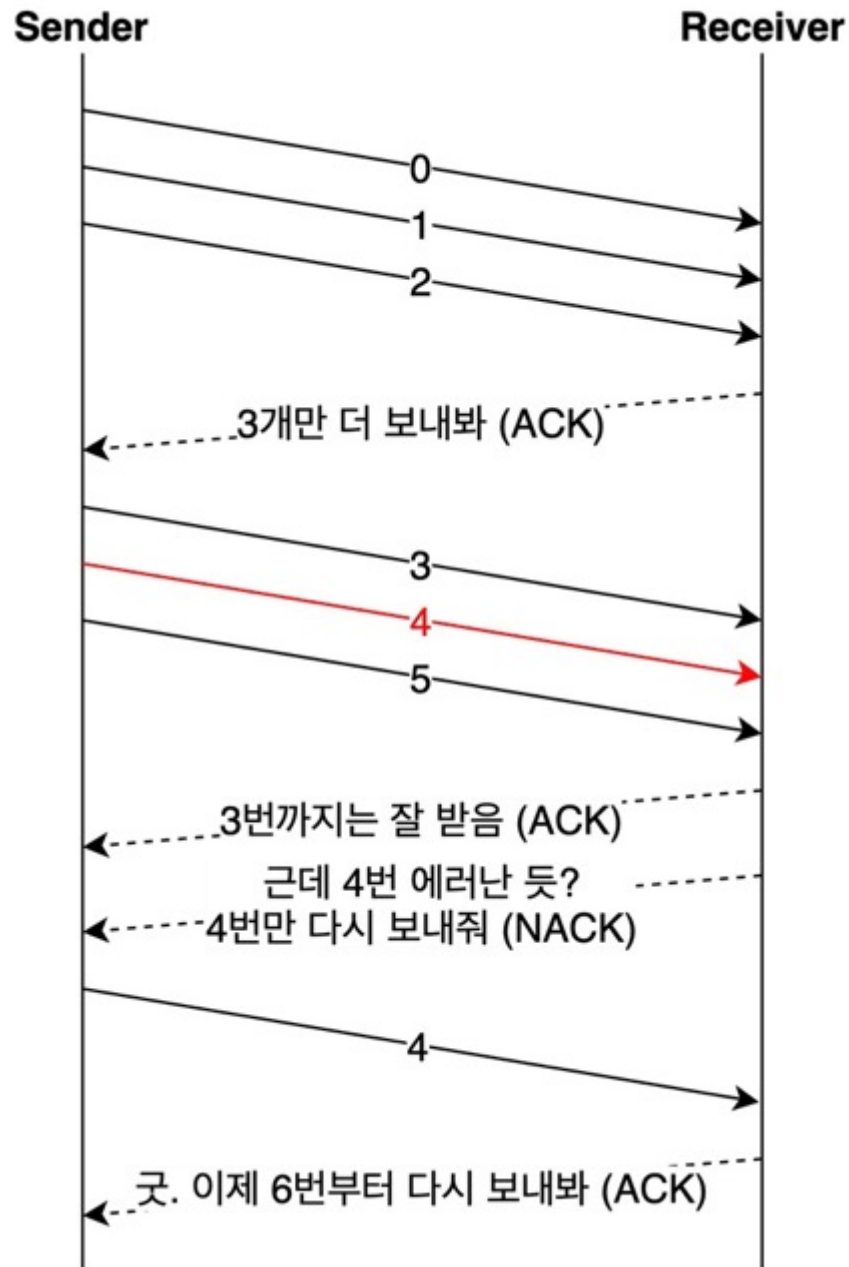 Sender
Receiver
0
1
2
3개만 더 보내봐 (ACK)
3
4
5
3번까지는 잘 받음 (ACK)
근데 4번 에러난 듯?
4번만 다시 보내줘 (NACK)
4
굿. 이제 6번부터 다시 보내봐 (ACK)